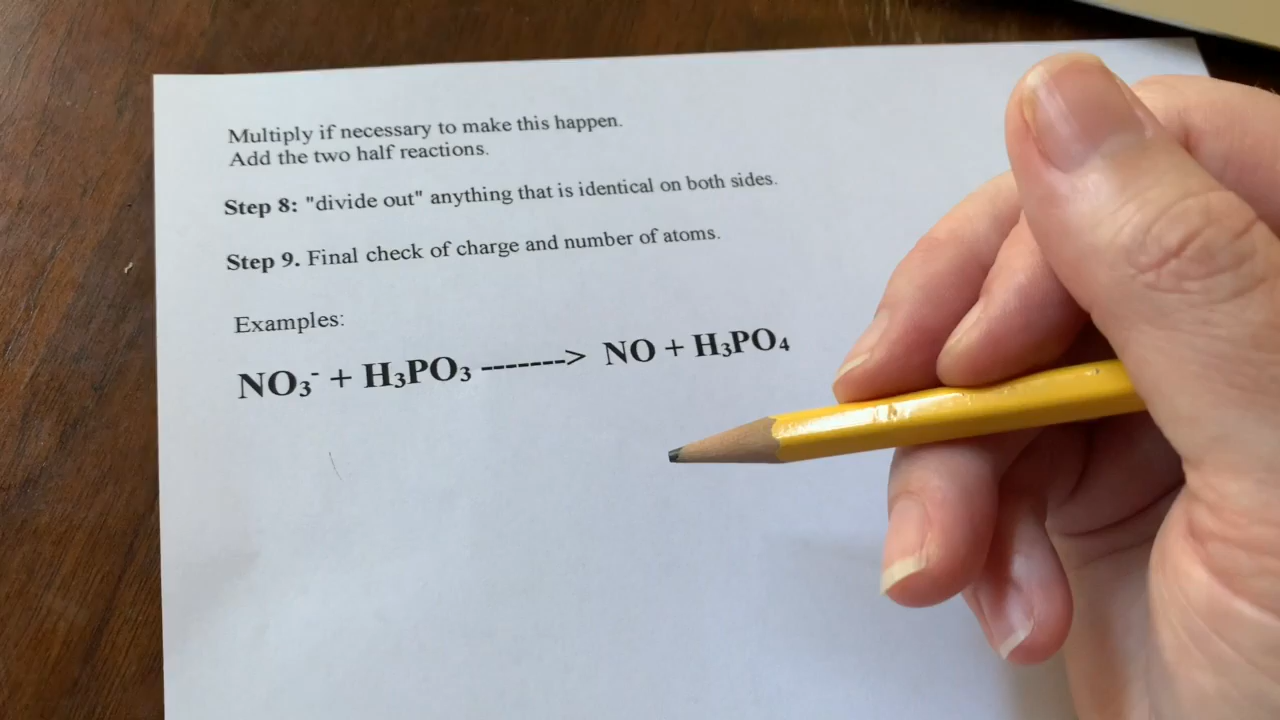 Multiply if necessary to make this happen.
Add the two half reactions.
Step 8: "divide out" anything that is identical on both sides.
Step 9. Final check of charge and number of atoms.
Examples:
NO₃⁻ + H₃PO₃ -------> NO + H₃PO₄